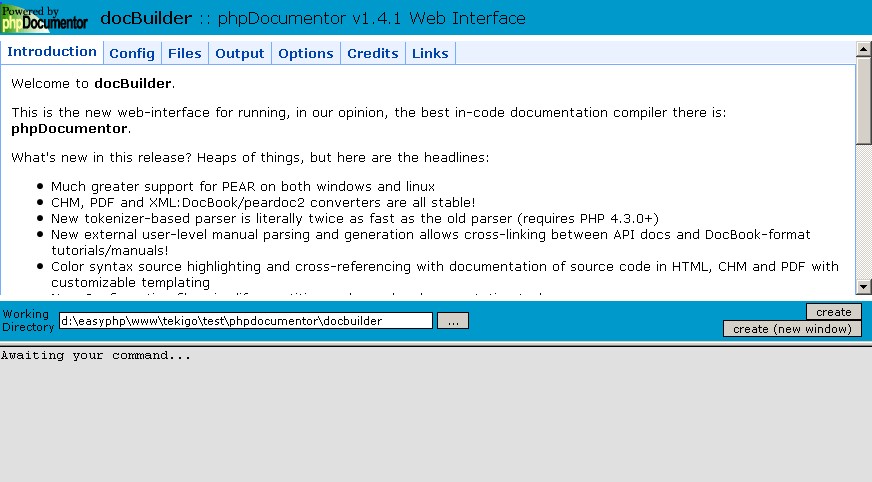 Powered by
phpDocumentor
docBuilder :: phpDocumentor v1.4.1 Web Interface
Introduction Config Files Output Options Credits Links
Welcome to docBuilder.
This is the new web-interface for running, in our opinion, the best in-code documentation compiler there is:
phpDocumentor.
What's new in this release? Heaps of things, but here are the headlines:
Much greater support for PEAR on both windows and linux
CHM, PDF and XML:DocBook/peardoc2 converters are all stable!
New tokenizer-based parser is literally twice as fast as the old parser (requires PHP 4.3.0+)
New external user-level manual parsing and generation allows cross-linking between API docs and DocBook-format
tutorials/manuals!
Color syntax source highlighting and cross-referencing with documentation of source code in HTML, CHM and PDF with
customizable templating
Working
Directory
d:\easyphp\www\tekigo\test\phpdocumentor\docbuilder
...
create
create (new window)
Awaiting your command...